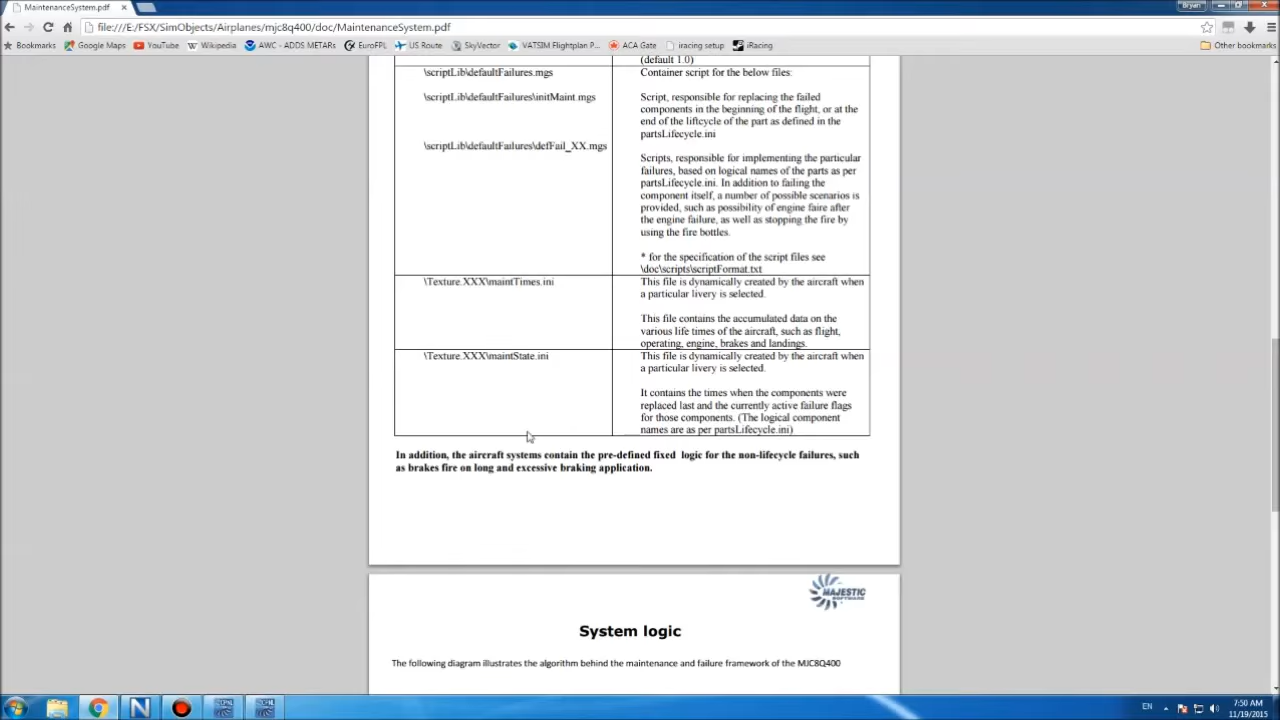 MaintenanceSystem.pdf
Bryan
file:///E:/FSX/SimObjects/Airplanes/mjc8q400/doc/MaintenanceSystem.pdf
Bookmarks Google Maps YouTube Wikipedia AWC - ADDS METARs EuroFPL US Route SkyVector VATSIM Flightplan P... ACA Gate iracing setup iRacing Other bookmarks
(default 1.0)
\scriptLib\defaultFailures.mgs
Container script for the below files:
\scriptLib\defaultFailures\initMaint.mgs
Script, responsible for replacing the failed
components in the beginning of the flight, or at the
end of the liftcycle of the part as defined in the
partsLifecycle.ini
\scriptLib\defaultFailures\defFail_XX.mgs
Scripts, responsible for implementing the particular
failures, based on logical names of the parts as per
partsLifecycle.ini. In addition to failing the
component itself, a number of possible scenarios is
provided, such as possibility of engine faire after
the engine failure, as well as stopping the fire by
using the fire bottles.
* for the specification of the script files see
\doc\scripts\scriptFormat.txt
\Texture.XXX\maintTimes.ini
This file is dynamically created by the aircraft when
a particular livery is selected.
This file contains the accumulated data on the
various life times of the aircraft, such as flight,
operating, engine, brakes and landings.
\Texture.XXX\maintState.ini
This file is dynamically created by the aircraft when
a particular livery is selected.
It contains the times when the components were
replaced last and the currently active failure flags
for those components. (The logical component
names are as per partsLifecycle.ini)
In addition, the aircraft systems contain the pre-defined fixed logic for the non-lifecycle failures, such
as brakes fire on long and excessive braking application.
MAJESTIC
SOFTWARE
System logic
The following diagram illustrates the algorithm behind the maintenance and failure framework of the MJC8Q400
EN
7:50 AM
11/19/2015